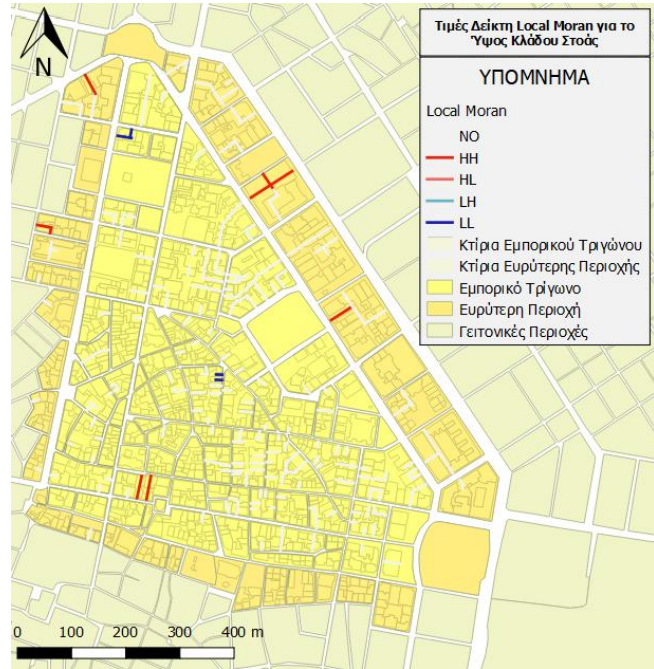 Τιμές Δείκτη Local Moran για το
Ύψος Κλάδου Στοάς
ΥΠΟΜΝΗΜΑ
Local Moran
NO
HH
HL
LH
LL
Κτίρια Εμπορικού Τριγώνου
Κτίρια Ευρύτερης Περιοχής
Εμπορικό Τρίγωνο
Ευρύτερη Περιοχή
Γειτονικές Περιοχές
N
0 100 200 300 400 m